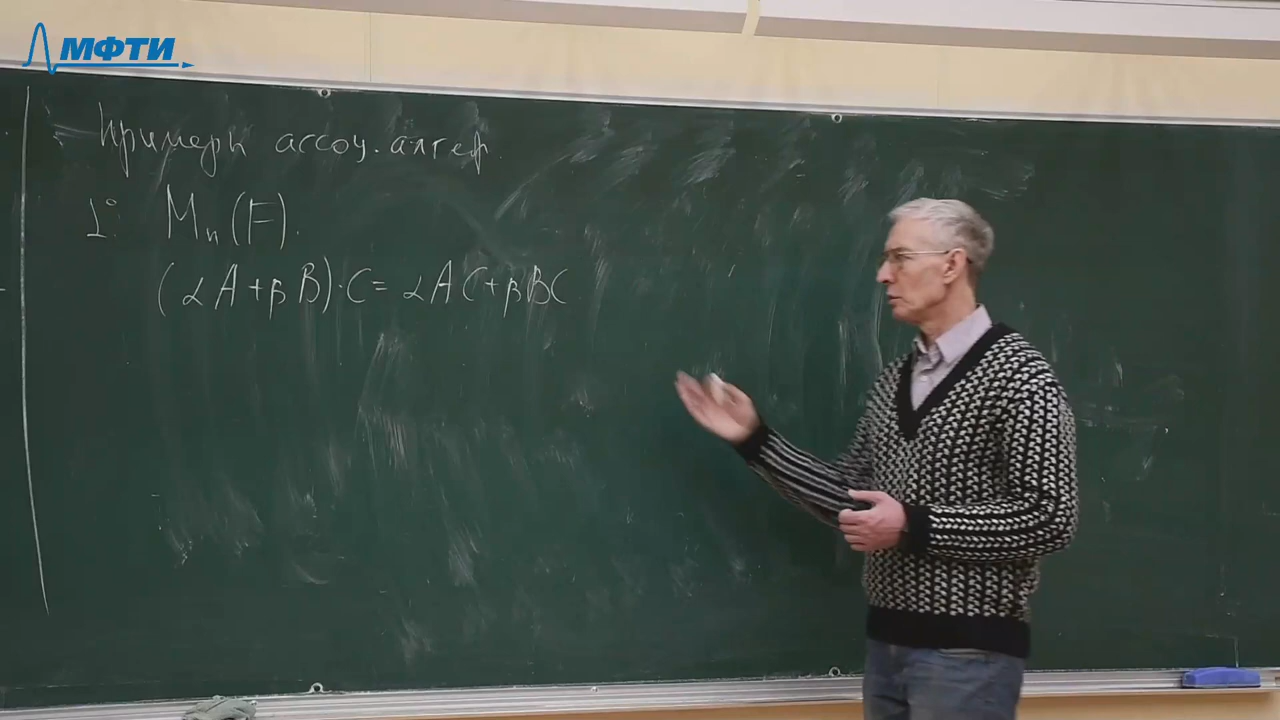 МФТИ
Примеры ассоц. алгебр.
1°. Mₙ(F).
(αA+βB)·C=αAC+βBC